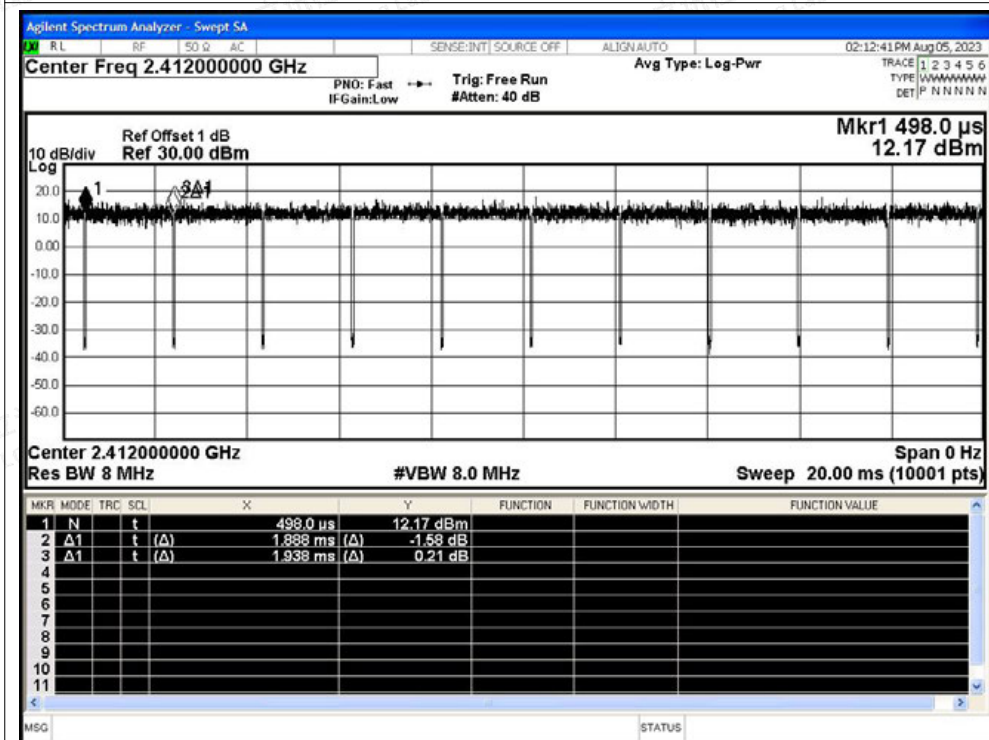 Agilent Spectrum Analyzer - Swept SA
RL RF 50 Ω AC SENSE:INT SOURCE OFF ALIGN AUTO 02:12:41 PM Aug 05, 2023
Center Freq 2.412000000 GHz
PNO: Fast
IFGain:Low
Trig: Free Run
#Atten: 40 dB
Avg Type: Log-Pwr
TRACE 1 2 3 4 5 6
TYPE WWWWWW
DET P N N N N N
Mkr1 498.0 µs
12.17 dBm
Ref Offset 1 dB
10 dB/div Ref 30.00 dBm
Log
20.0
10.0
0.00
-10.0
-20.0
-30.0
-40.0
-50.0
-60.0
1
3Δ1
2Δ1
Center 2.412000000 GHz Span 0 Hz
Res BW 8 MHz #VBW 8.0 MHz Sweep 20.00 ms (10001 pts)
MKR MODE TRC SCL X Y FUNCTION FUNCTION WIDTH FUNCTION VALUE
1 N t 498.0 µs 12.17 dBm
2 Δ1 t (Δ) 1.888 ms (Δ) -1.58 dB
3 Δ1 t (Δ) 1.938 ms (Δ) 0.21 dB
4
5
6
7
8
9
10
11
MSG STATUS